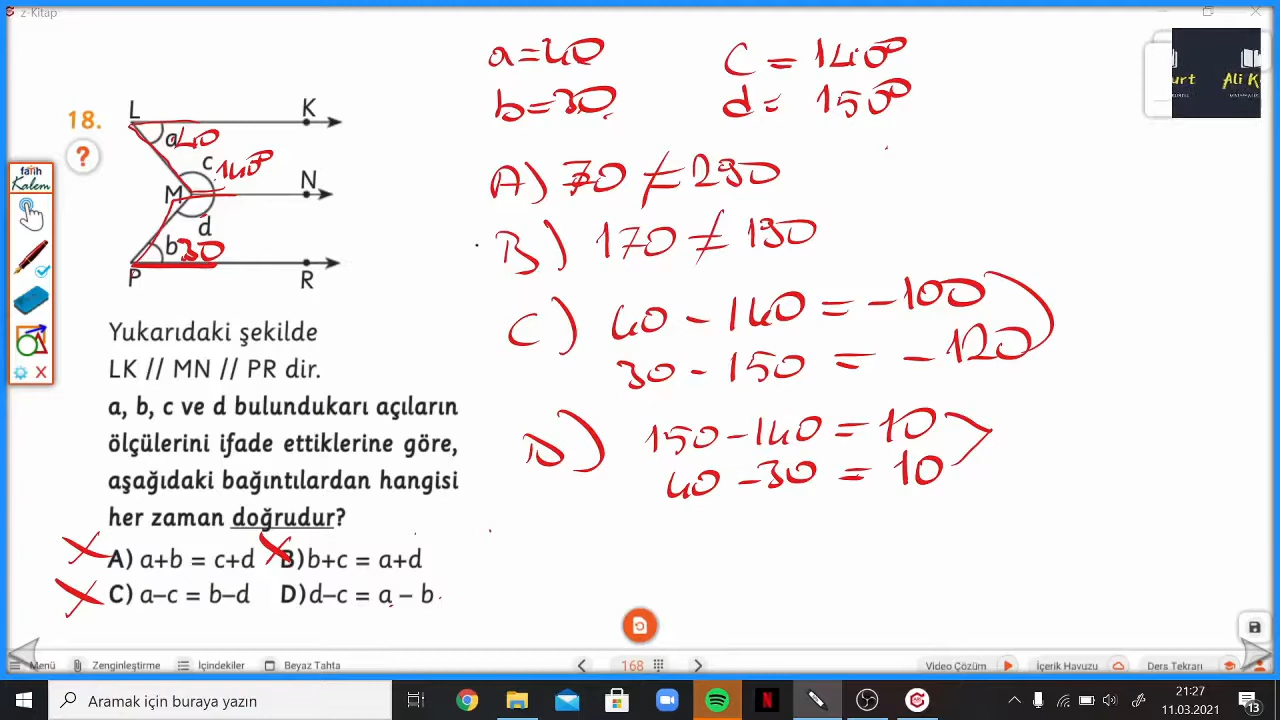 z-Kitap
18.
?
L
K
a
40
c
140°
M
N
d
b
30
P
R
Yukarıdaki şekilde
LK // MN // PR dir.
a, b, c ve d bulundukarı açıların
ölçülerini ifade ettiklerine göre,
aşağıdaki bağıntılardan hangisi
her zaman doğrudur?
A) a+b = c+d B) b+c = a+d
C) a–c = b–d D) d–c = a – b
a=40 c = 140°
b=30 d = 150°
A) 70 ≠ 290
B) 170 ≠ 190
C) 40 - 140 = -100
30 - 150 = -120
D) 150-140 = 10
40 -30 = 10
fatih
Kalem
urt
Ali K
Menü Zenginleştirme İçindekiler Beyaz Tahta 168 Video Çözüm İçerik Havuzu Ders Tekrarı
Aramak için buraya yazın
21:27
11.03.2021
13